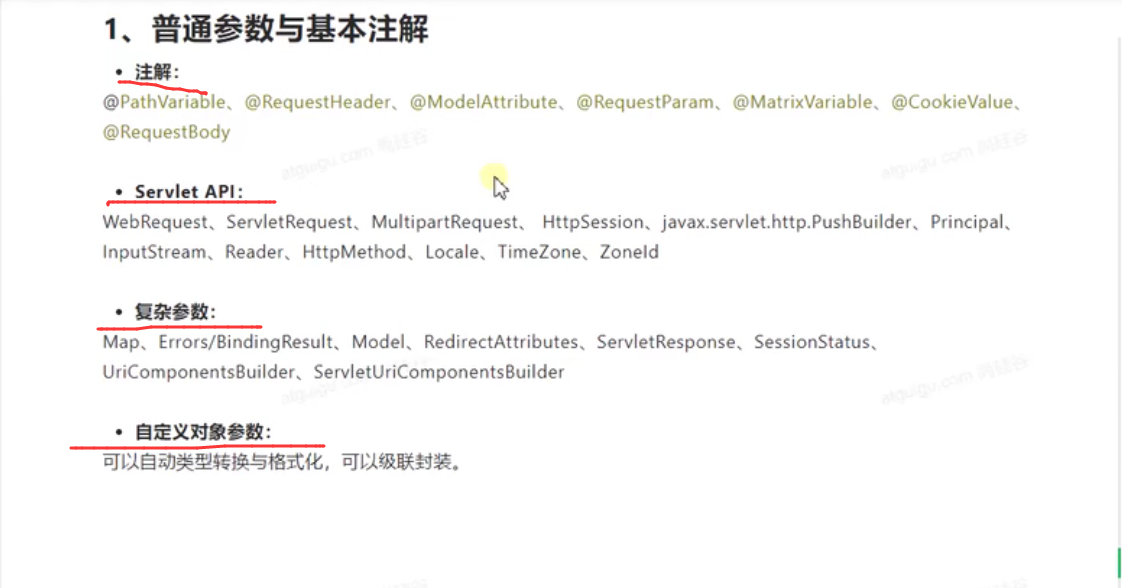 1、普通参数与基本注解
• 注解：
@PathVariable、@RequestHeader、@ModelAttribute、@RequestParam、@MatrixVariable、@CookieValue、
@RequestBody
atguigu.com 尚硅谷
atguigu.com 尚硅谷
• Servlet API：
WebRequest、ServletRequest、MultipartRequest、 HttpSession、javax.servlet.http.PushBuilder、Principal、
InputStream、Reader、HttpMethod、Locale、TimeZone、ZoneId
• 复杂参数：
Map、Errors/BindingResult、Model、RedirectAttributes、ServletResponse、SessionStatus、
UriComponentsBuilder、ServletUriComponentsBuilder
atguigu.com 尚硅谷
atguigu.com 尚硅谷
• 自定义对象参数：
可以自动类型转换与格式化，可以级联封装。